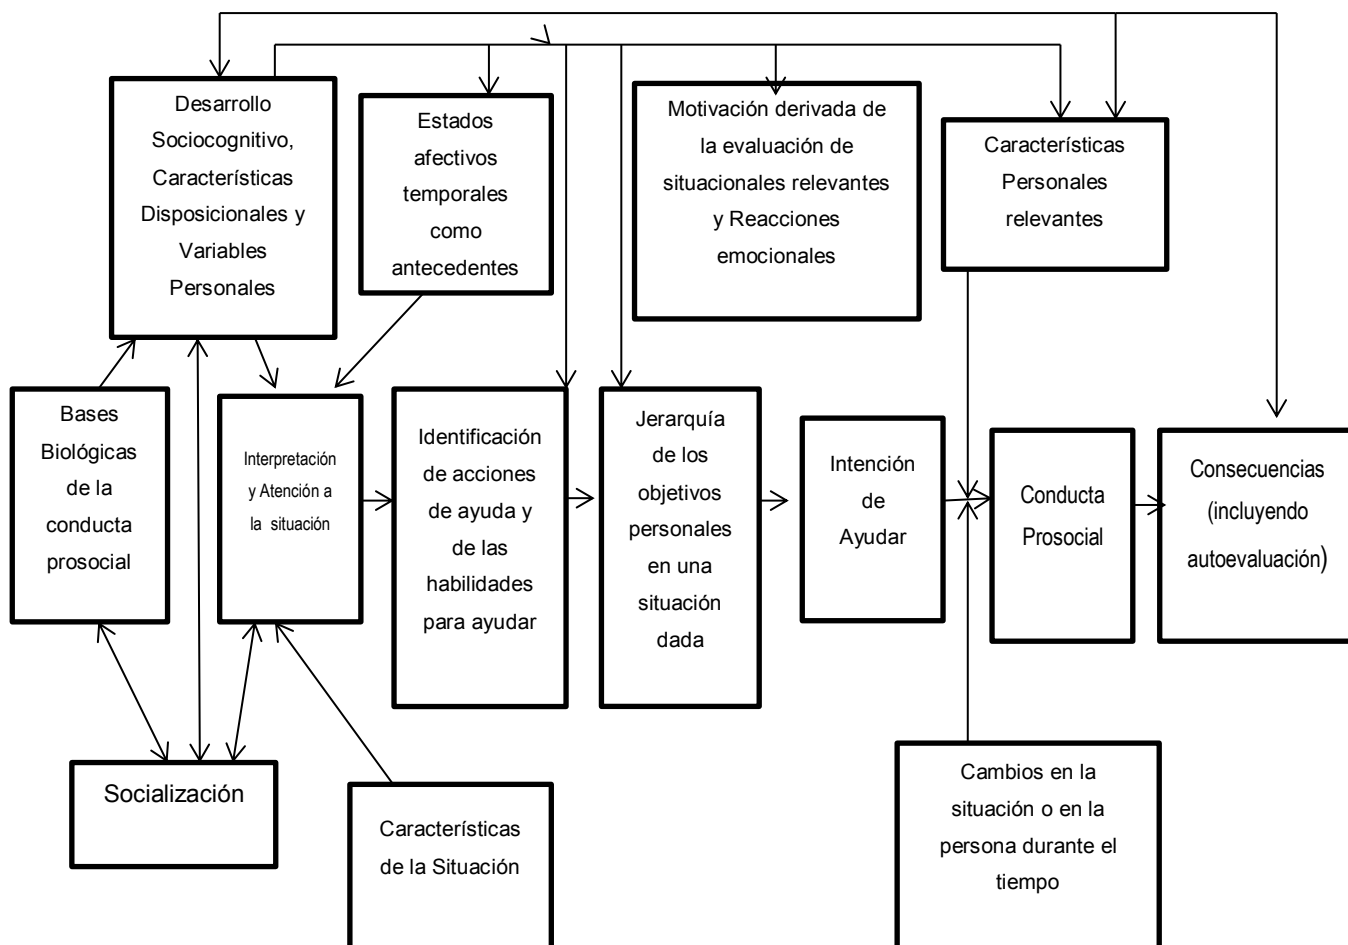 Desarrollo
Sociocognitivo,
Características
Disposicionales y
Variables
Personales
Estados
afectivos
temporales
como
antecedentes
Motivación derivada de
la evaluación de
situacionales relevantes
y Reacciones
emocionales
Características
Personales
relevantes
Bases
Biológicas
de la
conducta
prosocial
Interpretación
y Atención a
la situación
Identificación
de acciones
de ayuda y
de las
habilidades
para ayudar
Jerarquía
de los
objetivos
personales
en una
situación
dada
Intención
de
Ayudar
Conducta
Prosocial
Consecuencias
(incluyendo
autoevaluación)
Socialización
Características
de la Situación
Cambios en la
situación o en la
persona durante el
tiempo